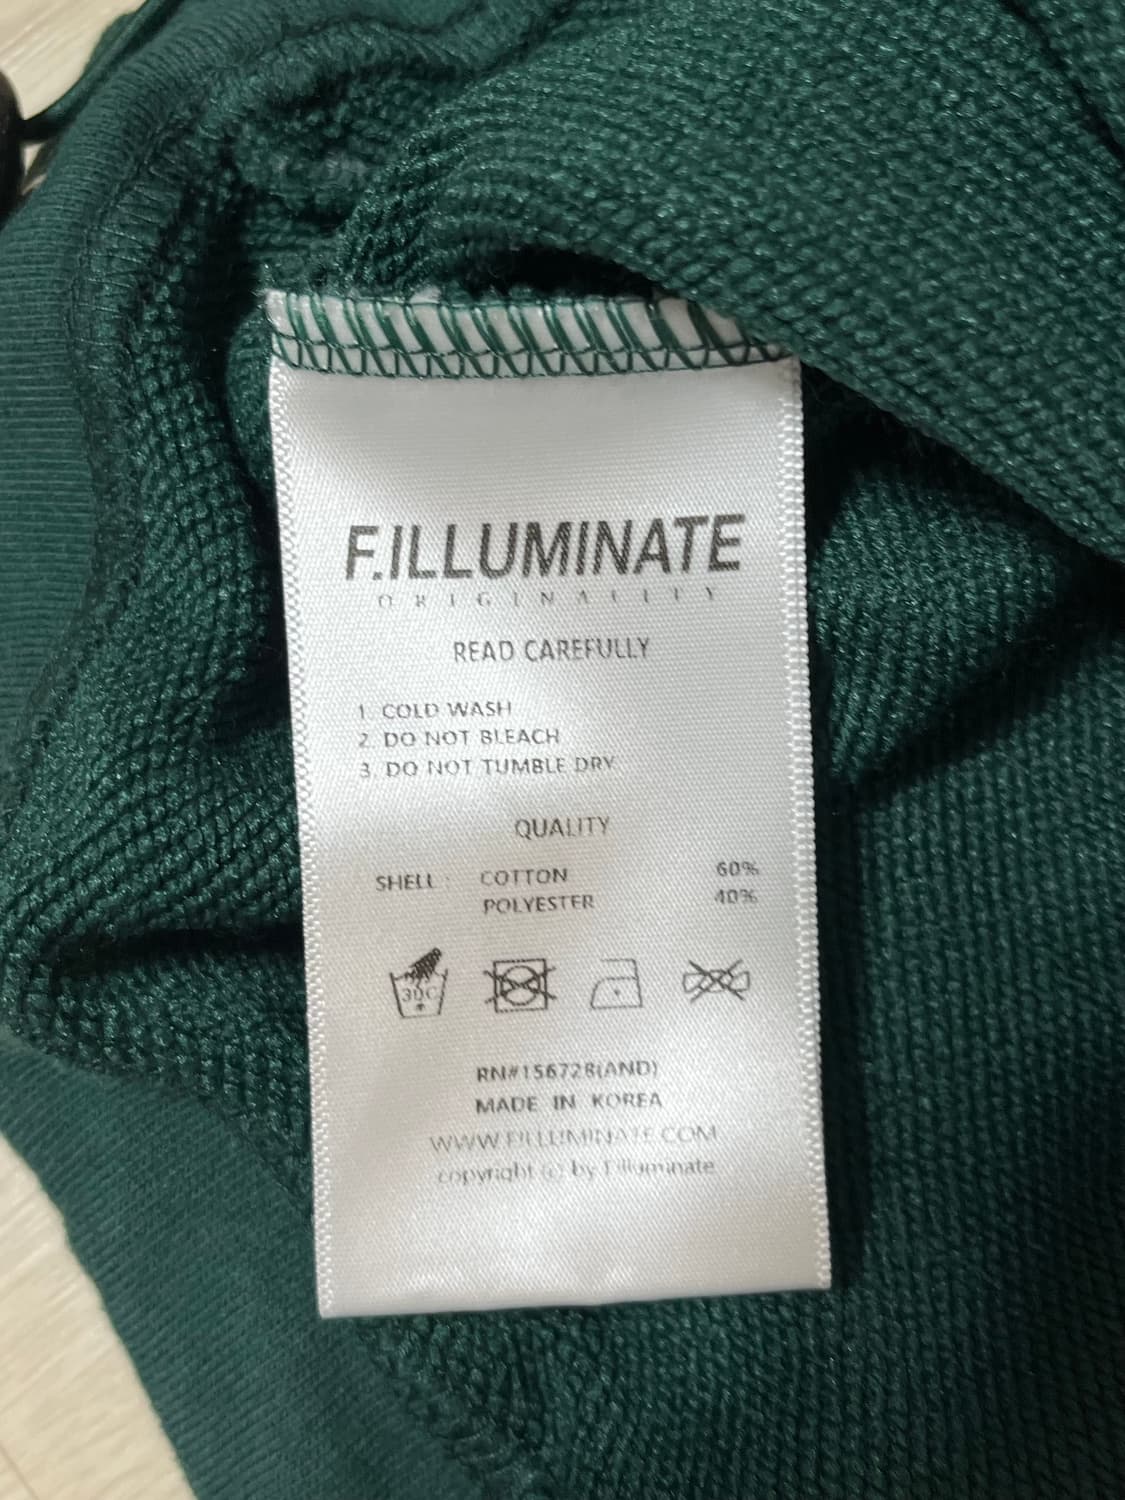 F.ILLUMINATE
ORIGINALITY
READ CAREFULLY
1. COLD WASH
2. DO NOT BLEACH
3. DO NOT TUMBLE DRY
QUALITY
SHELL : COTTON 60%
POLYESTER 40%
30C
RN#156728(AND)
MADE IN KOREA
WWW.FILLUMINATE.COM
copyright (c) by Filluminate